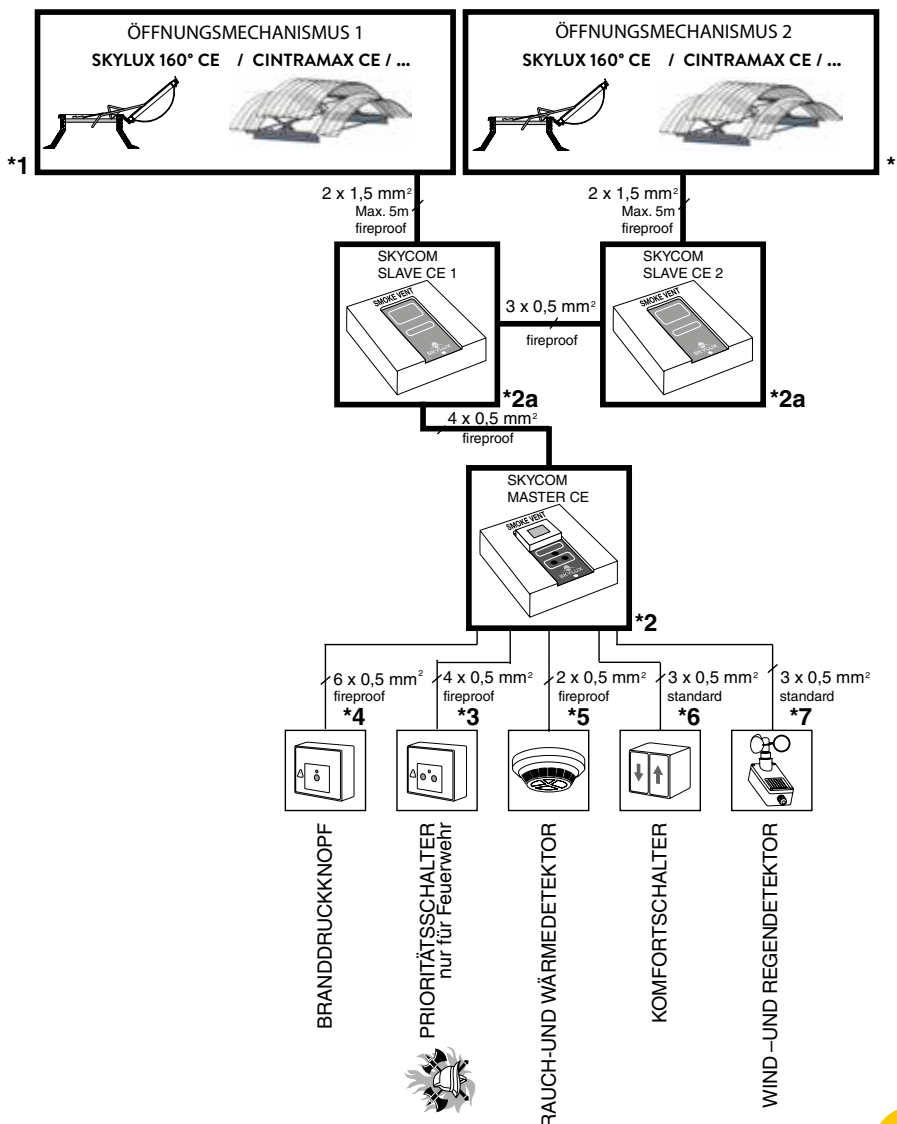 ÖFFNUNGSMECHANISMUS 1
SKYLUX 160° CE / CINTRAMAX CE / ...
*1
ÖFFNUNGSMECHANISMUS 2
SKYLUX 160° CE / CINTRAMAX CE / ...
*
2 x 1,5 mm²
Max. 5m
fireproof
2 x 1,5 mm²
Max. 5m
fireproof
SKYCOM
SLAVE CE 1
SMOKE VENT
SKYLUX
*2a
3 x 0,5 mm²
fireproof
SKYCOM
SLAVE CE 2
SMOKE VENT
SKYLUX
*2a
4 x 0,5 mm²
fireproof
SKYCOM
MASTER CE
SMOKE VENT
SKYLUX
*2
6 x 0,5 mm²
fireproof
*4
4 x 0,5 mm²
fireproof
*3
2 x 0,5 mm²
fireproof
*5
3 x 0,5 mm²
standard
*6
3 x 0,5 mm²
standard
*7
BRANDDRUCKKNOPF
PRIORITÄTSSCHALTER
nur für Feuerwehr
RAUCH-UND WÄRMEDETEKTOR
KOMFORTSCHALTER
WIND–UND REGENDETEKTOR